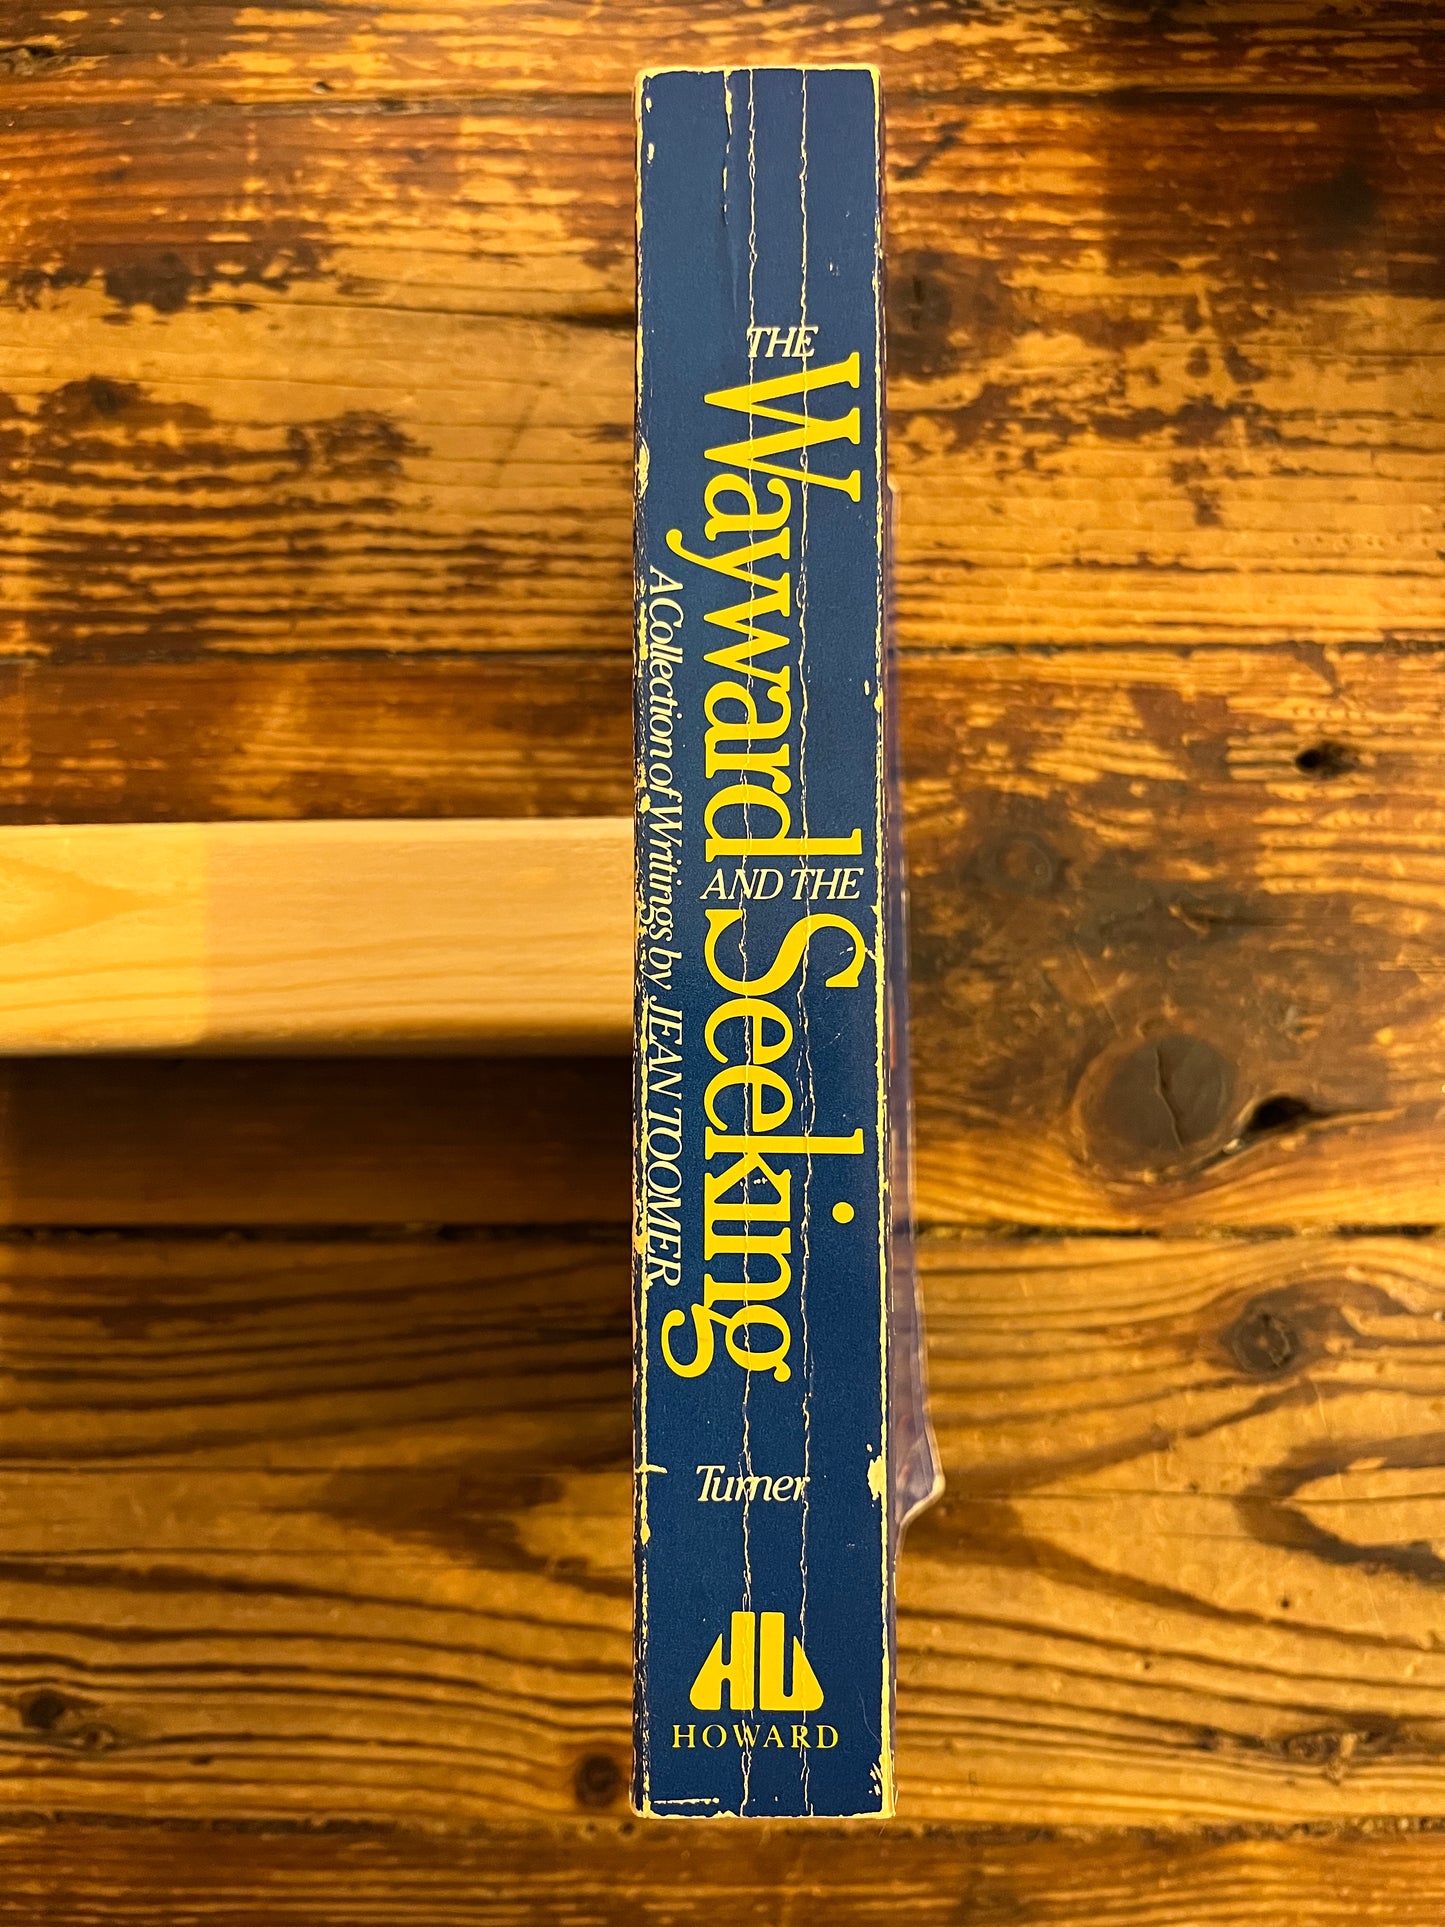 THE
Wayward
AND THE
Seeking
A Collection of Writings by JEAN TOOMER
Turner
HU
HOWARD